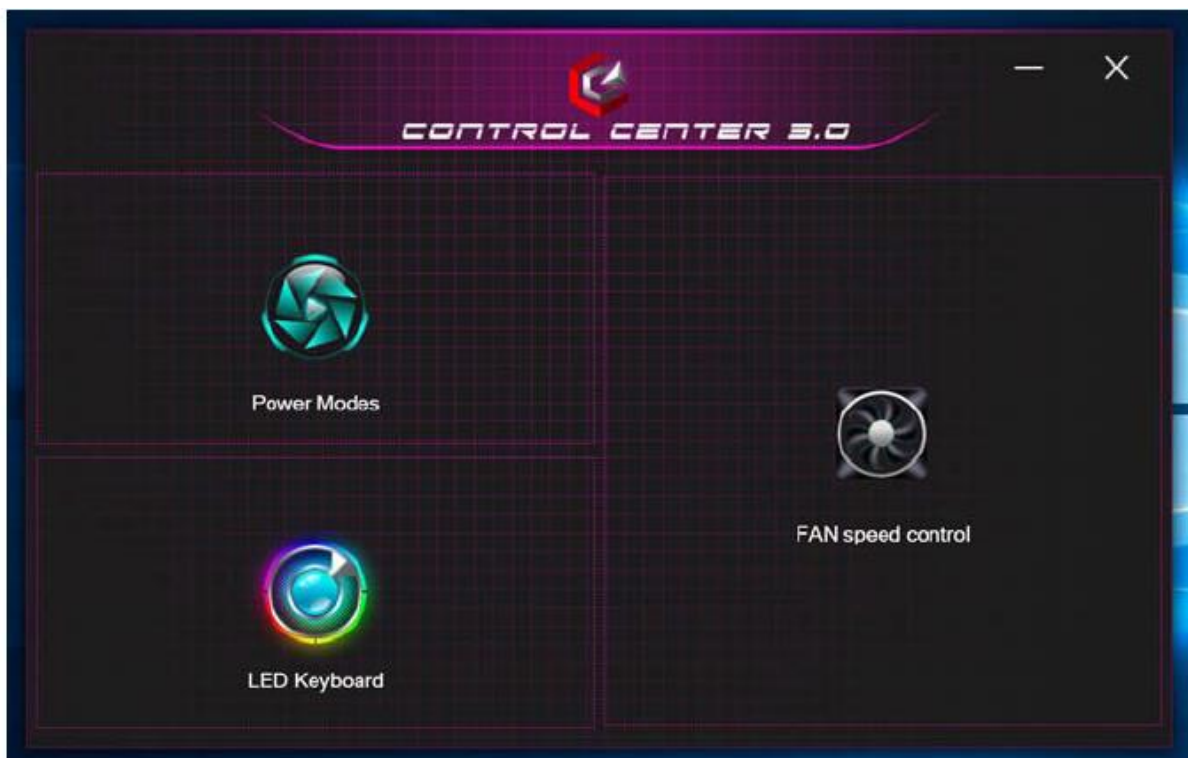 CONTROL CENTER 3.0
Power Modes
FAN speed control
LED Keyboard